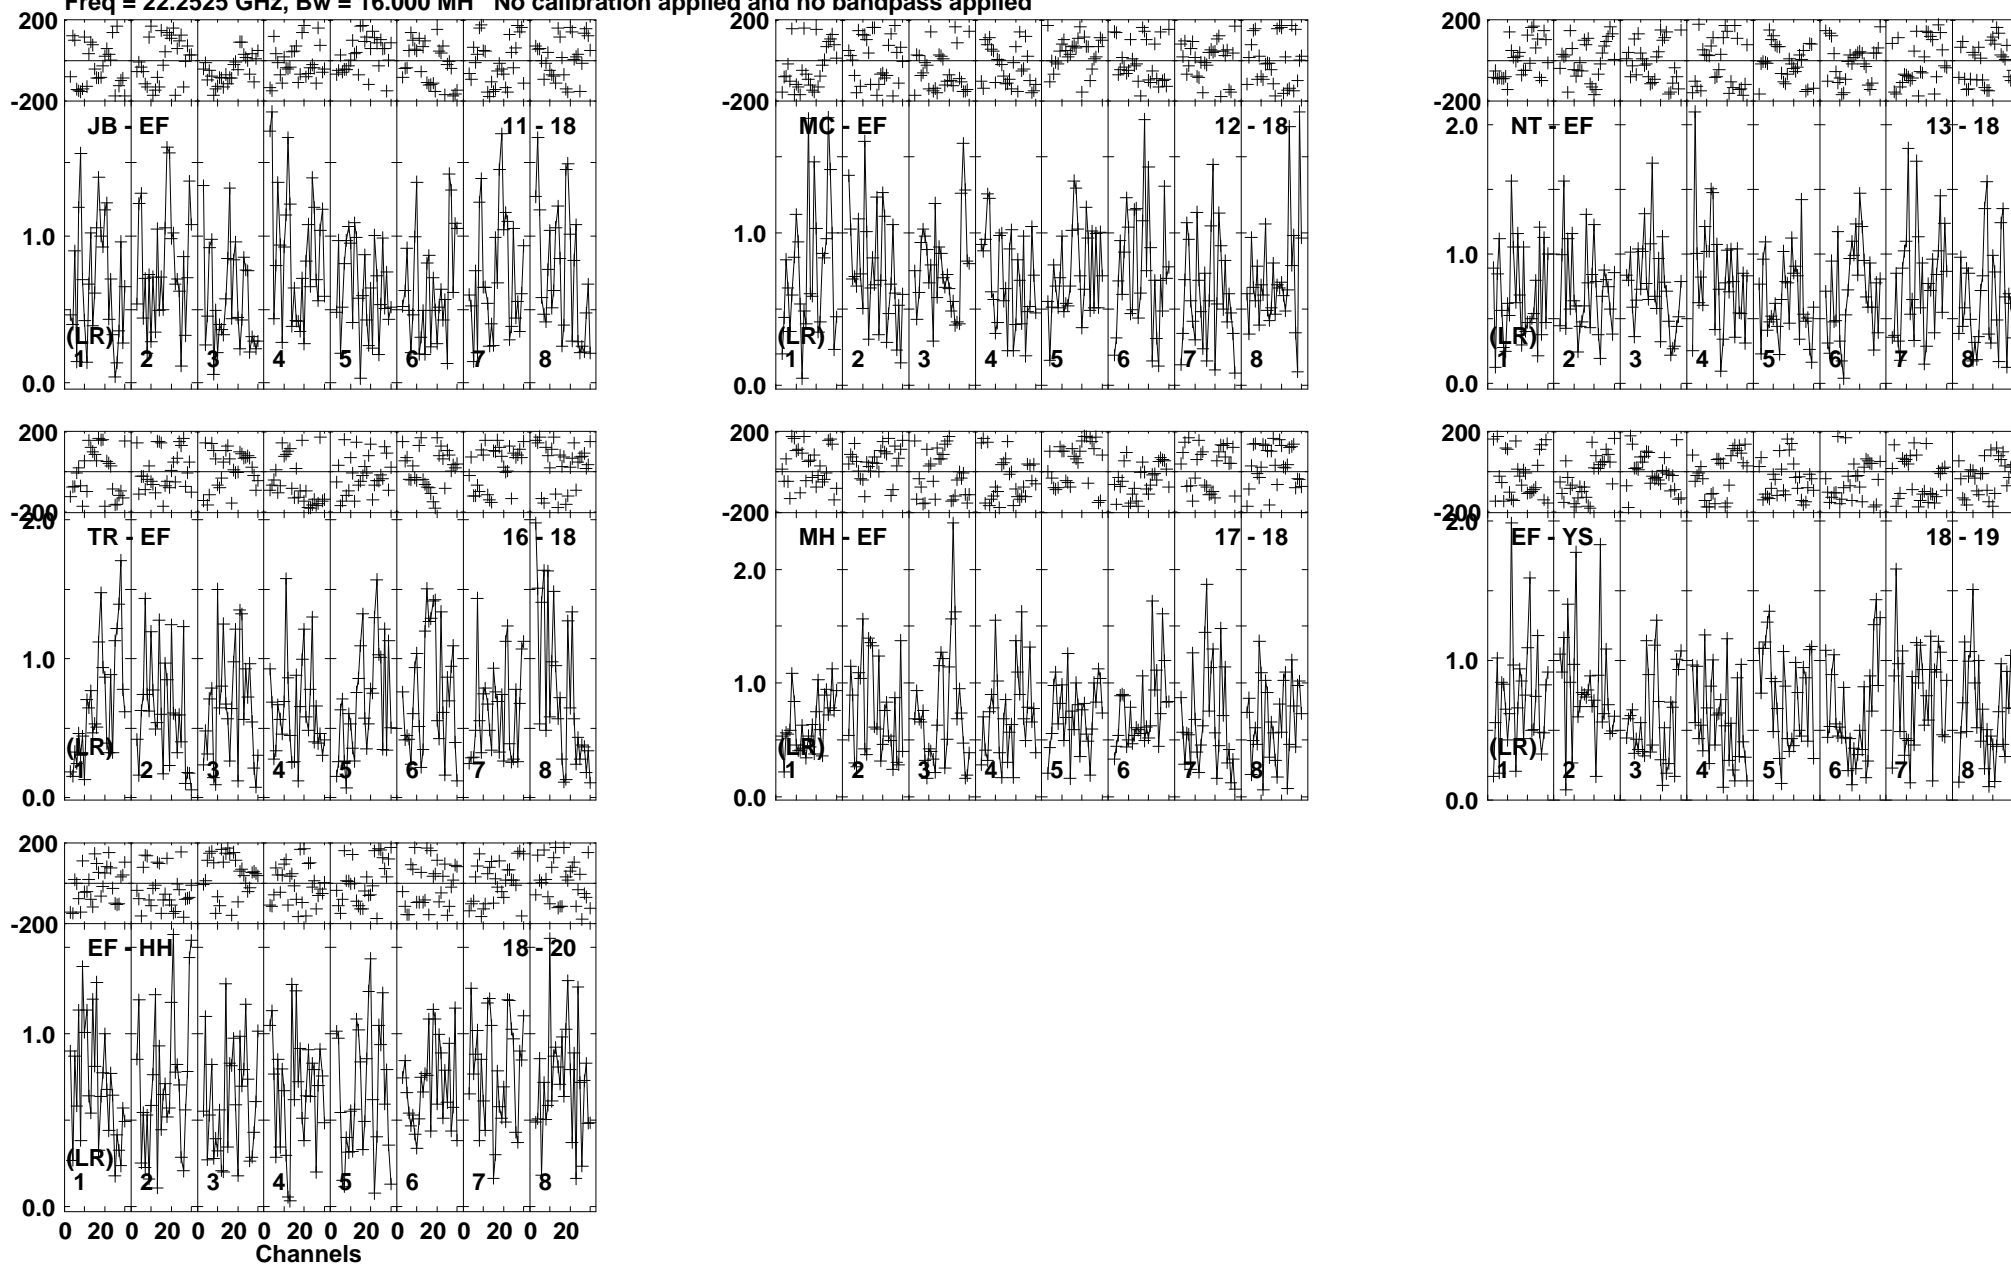 Freq = 22.2525 GHz, Bw = 16.000 MH No calibration applied and no bandpass applied
200
-200
JB - EF 11 - 18
1.0
(LR)
1 2 3 4 5 6 7 8
0.0
200
-200
MC - EF 12 - 18
1.0
(LR)
1 2 3 4 5 6 7 8
0.0
200
-200
2.0
NT - EF 13 - 18
1.0
(LR)
1 2 3 4 5 6 7 8
0.0
200
-200
2.0
TR - EF 16 - 18
1.0
(LR)
1 2 3 4 5 6 7 8
0.0
200
-200
MH - EF 17 - 18
2.0
1.0
(LR)
1 2 3 4 5 6 7 8
0.0
200
-200
2.0
EF - YS 18 - 19
1.0
(LR)
1 2 3 4 5 6 7 8
0.0
200
-200
EF - HH 18 - 20
1.0
(LR)
1 2 3 4 5 6 7 8
0.0
0 20 0 20 0 20 0 20 0 20 0 20 0 20 0 20
Channels